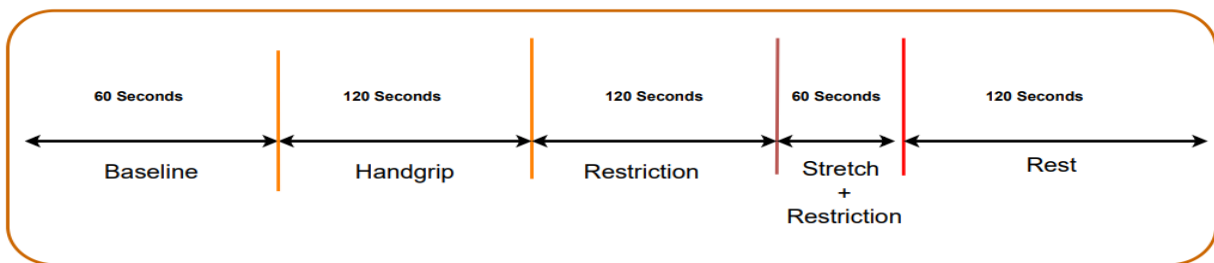 60 Seconds
120 Seconds
120 Seconds
60 Seconds
120 Seconds
Baseline
Handgrip
Restriction
Stretch
+
Restriction
Rest